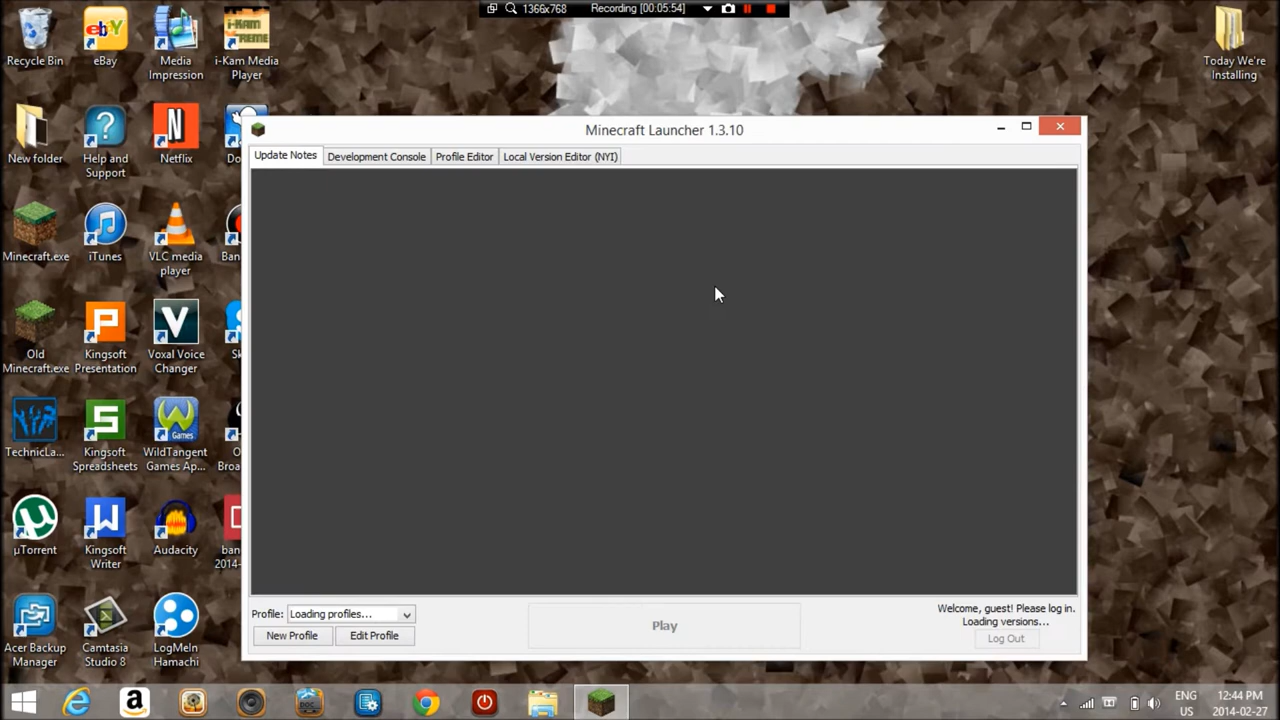 1366x768 Recording [00:05:54]
Recycle Bin
eBay
Media Impression
i-Kam Media Player
Today We're Installing
New folder
Help and Support
Netflix
Minecraft Launcher 1.3.10
Update Notes Development Console Profile Editor Local Version Editor (NYI)
Minecraft.exe
iTunes
VLC media player
Old Minecraft.exe
Kingsoft Presentation
Voxal Voice Changer
TechnicLa...
Kingsoft Spreadsheets
WildTangent Games Ap...
Games
µTorrent
Kingsoft Writer
Audacity
2014-
Acer Backup Manager
Camtasia Studio 8
LogMeIn Hamachi
Profile: Loading profiles...
New Profile Edit Profile
Play
Welcome, guest! Please log in.
Loading versions...
Log Out
ENG
US
12:44 PM
2014-02-27